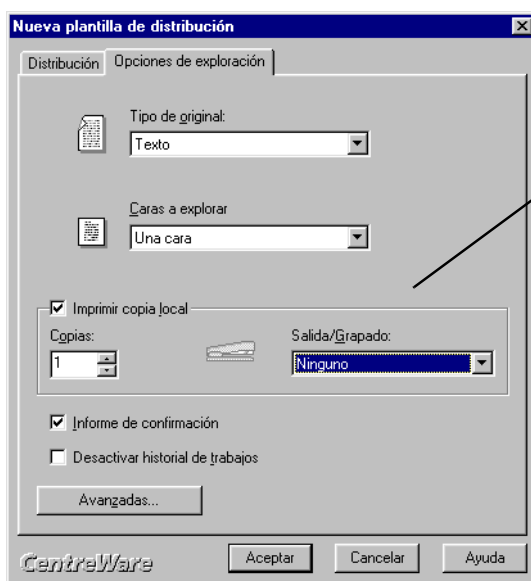 Nueva plantilla de distribución
Distribución
Opciones de exploración
Tipo de original:
Texto
Caras a explorar
Una cara
Imprimir copia local
Copias:
Salida/Grapado:
1
Ninguno
Informe de confirmación
Desactivar historial de trabajos
Avanzadas...
CentreWare
Aceptar
Cancelar
Ayuda